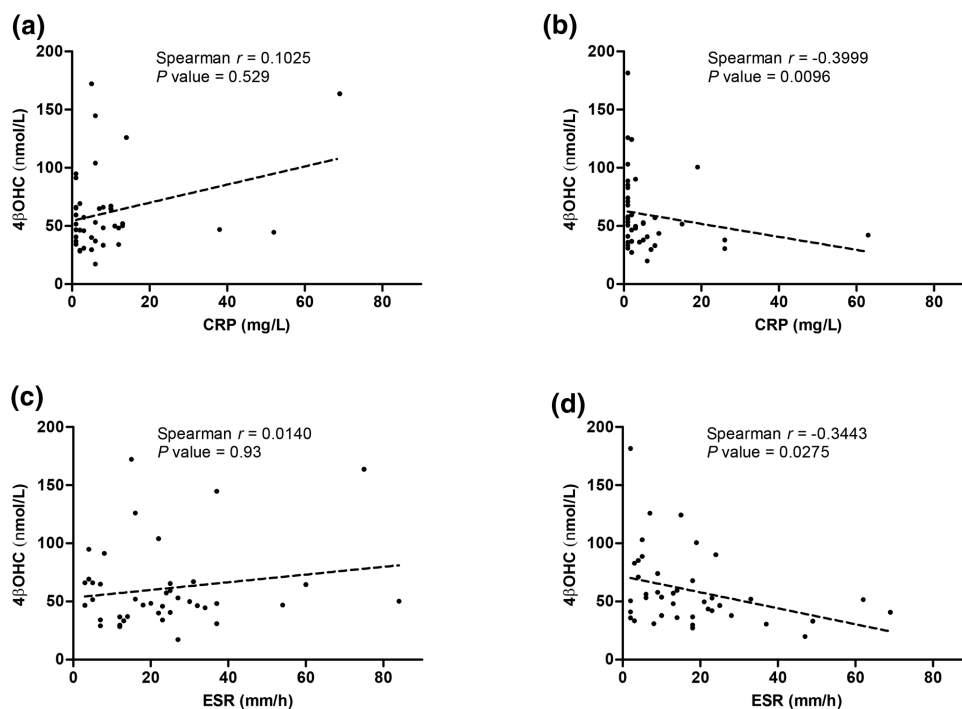 (a)
Spearman r = 0.1025
P value = 0.529
4βOHC (nmol/L)
200
150
100
50
0
0 20 40 60 80
CRP (mg/L)
(b)
Spearman r = -0.3999
P value = 0.0096
4βOHC (nmol/L)
200
150
100
50
0
0 20 40 60 80
CRP (mg/L)
(c)
Spearman r = 0.0140
P value = 0.93
4βOHC (nmol/L)
200
150
100
50
0
0 20 40 60 80
ESR (mm/h)
(d)
Spearman r = -0.3443
P value = 0.0275
4βOHC (nmol/L)
200
150
100
50
0
0 20 40 60 80
ESR (mm/h)